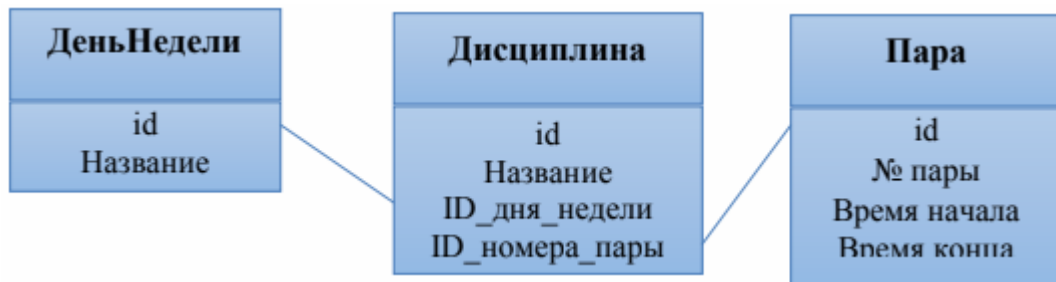 ДеньНедели
id
Название
Дисциплина
id
Название
ID_дня_недели
ID_номера_пары
Пара
id
№ пары
Время начала
Время конца